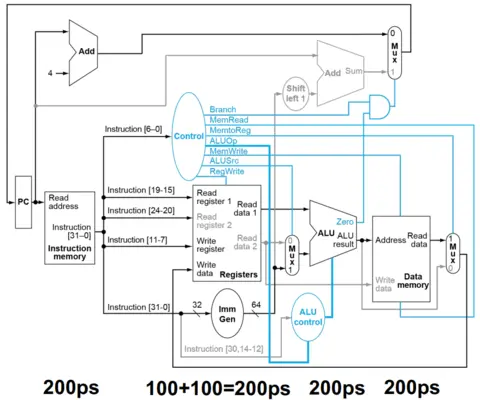 Add
4
0
Mux
1
Add Sum
Shift
left 1
Branch
MemRead
MemtoReg
ALUOp
MemWrite
ALUSrc
RegWrite
Instruction [6–0]
Control
PC
Read
address
Instruction
[31–0]
Instruction
memory
Instruction [19-15]
Instruction [24-20]
Instruction [11-7]
Instruction [31-0]
Read
register 1
Read
register 2
Write
register
Write
data
Read
data 1
Read
data 2
Registers
0
Mux
1
Zero
ALU
ALU
result
Address
Read
data
Write
data
Data
memory
1
Mux
0
32
Imm
Gen
64
ALU
control
Instruction [30,14-12]
200ps
100+100=200ps
200ps
200ps